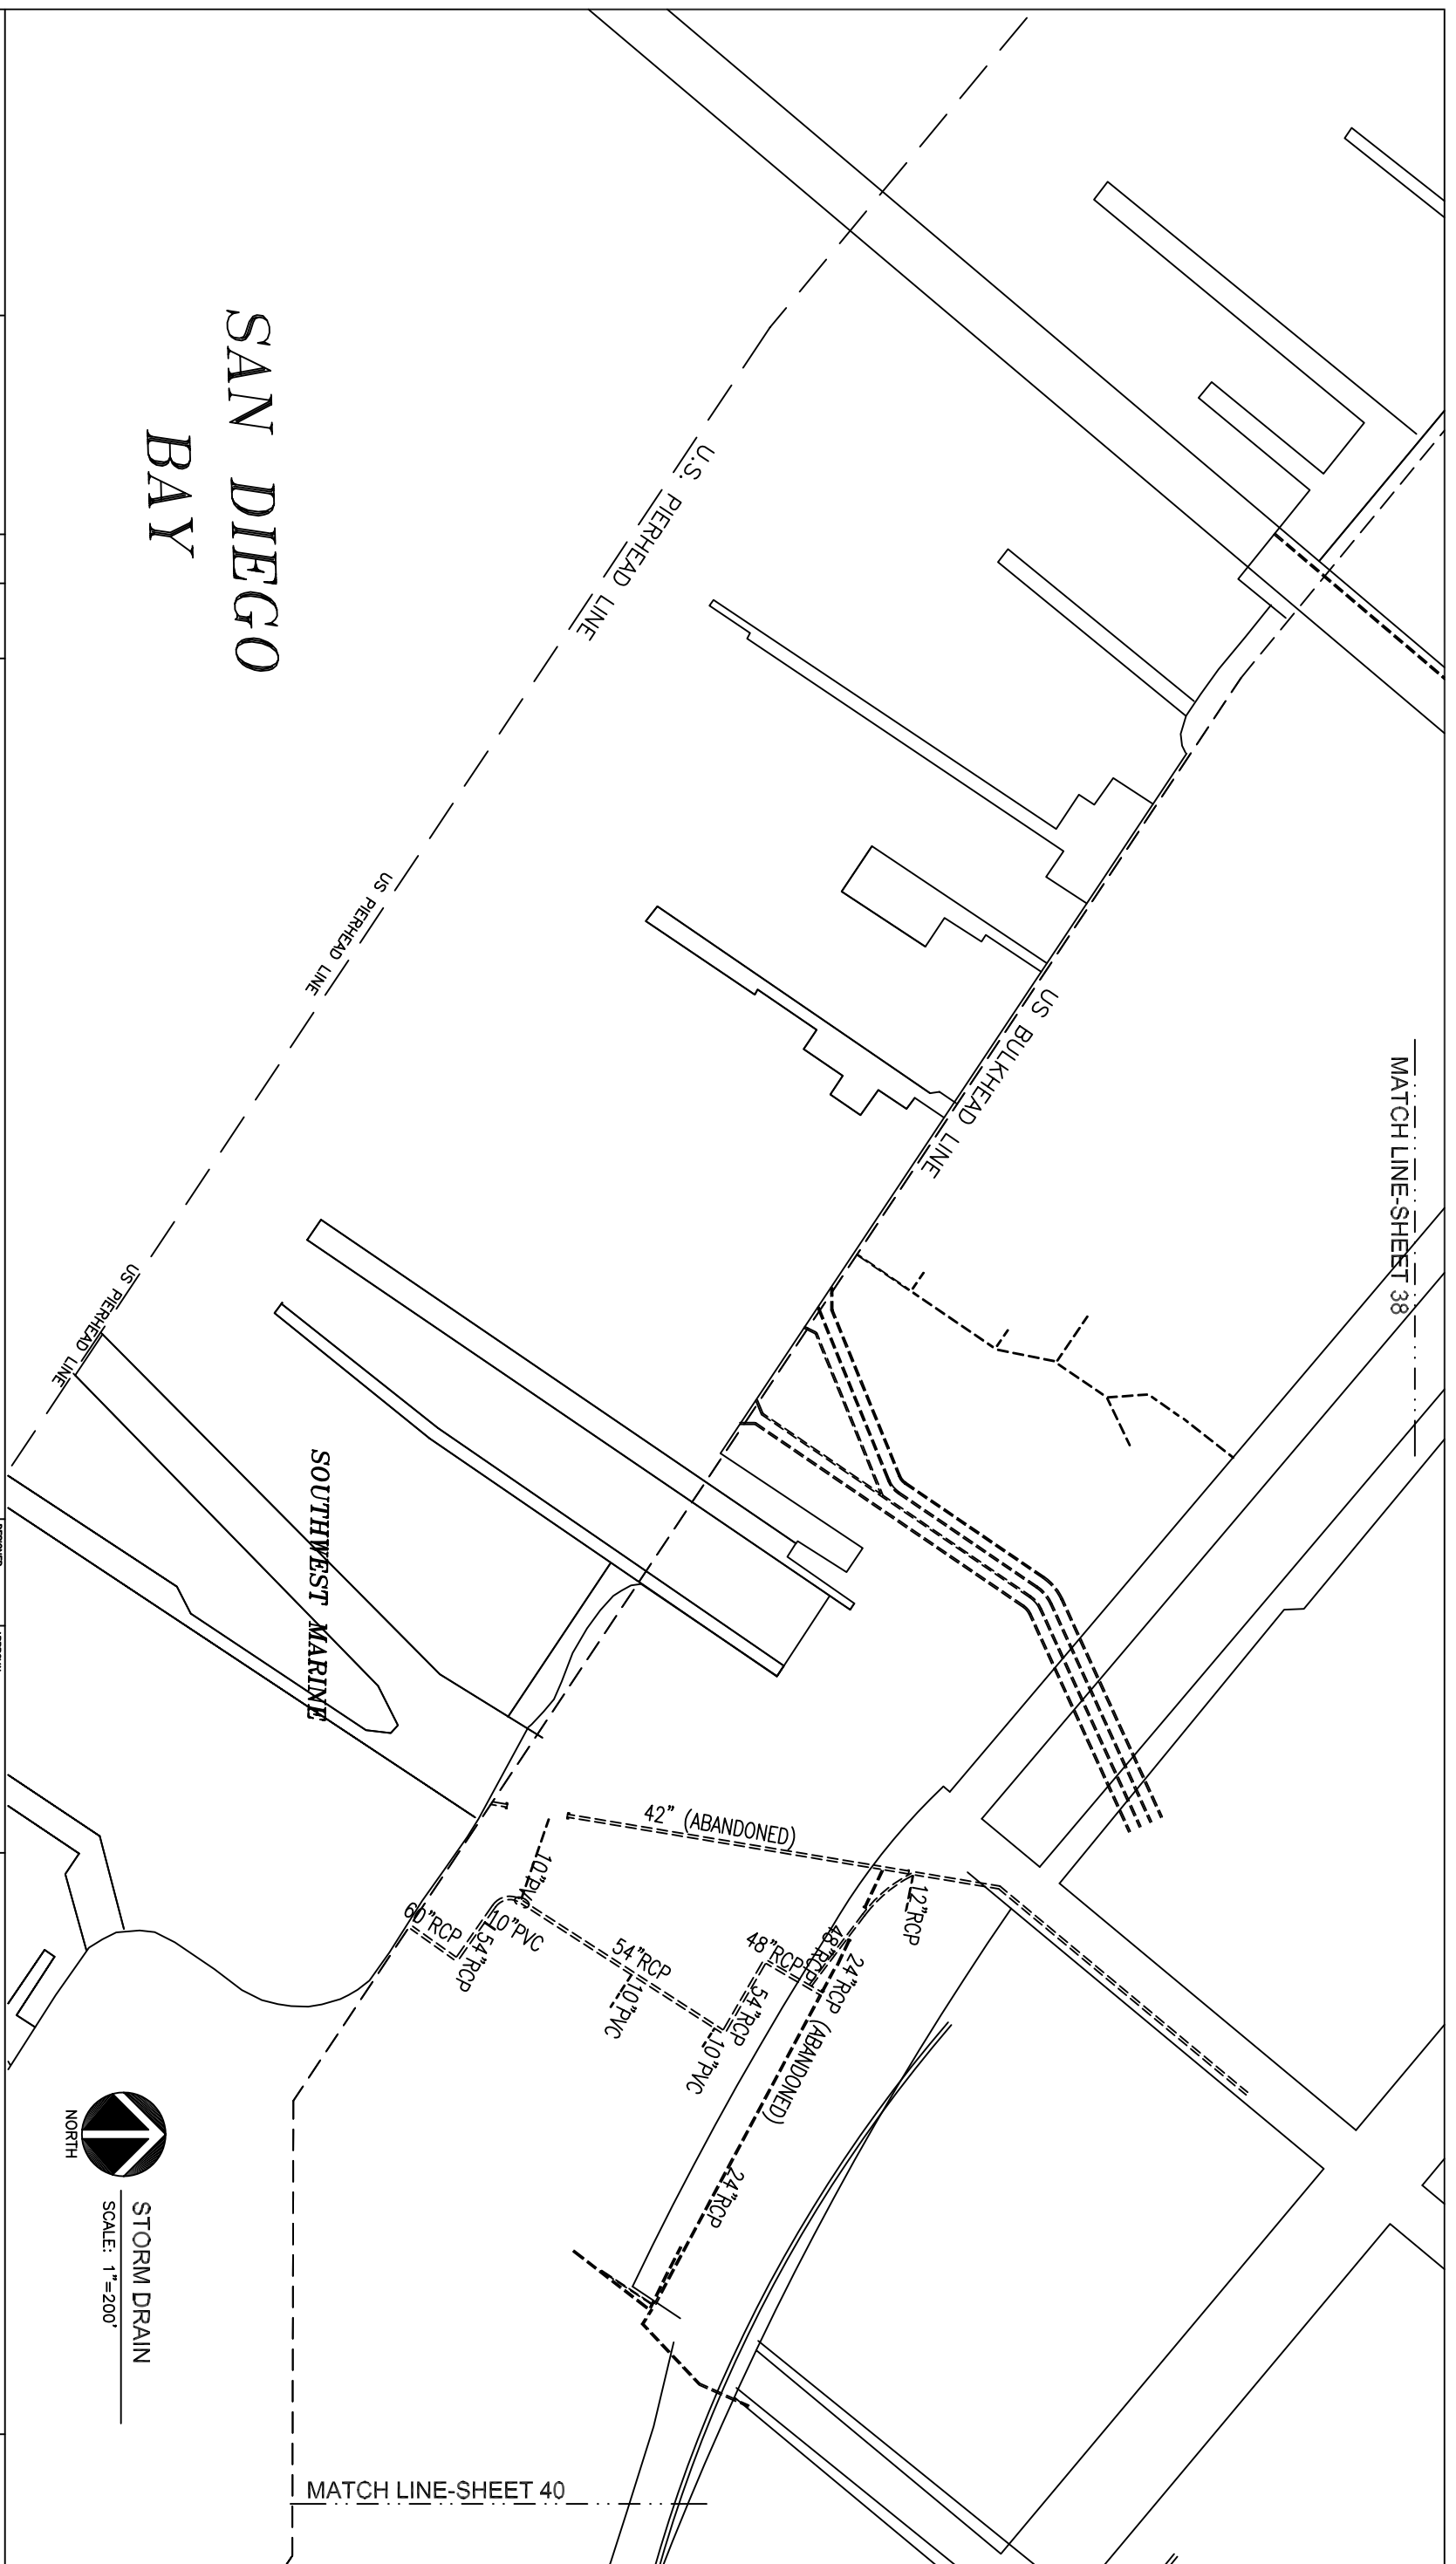 SAN DIEGO
BAY
U.S. PIERHEAD LINE
US PIERHEAD LINE
US PIERHEAD LINE
US BULKHEAD LINE
MATCH LINE-SHEET 38
SOUTHWEST MARINE
42" (ABANDONED)
12"RCP
10"PVC
60"RCP
54"RCP
10"PVC
54"RCP
10"PVC
48"RCP
48"RCP
54"RCP
10"PVC
24"RCP (ABANDONED)
24"RCP
NORTH
STORM DRAIN
SCALE: 1"=200'
MATCH LINE-SHEET 40